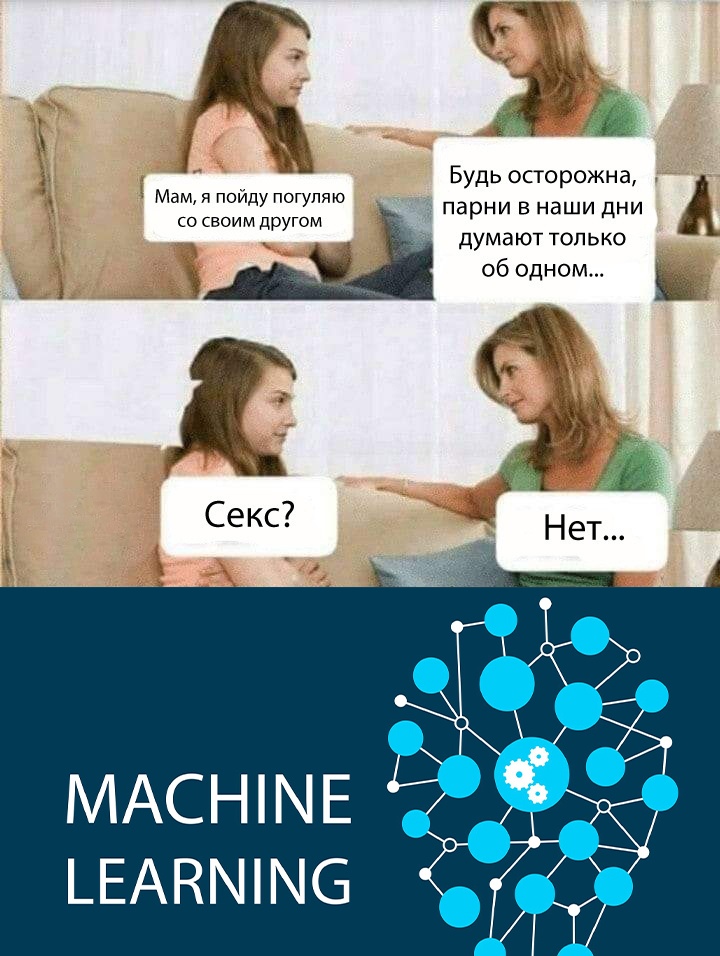 Мам, я пойду погуляю
со своим другом
Будь осторожна,
парни в наши дни
думают только
об одном...
Секс?
Нет...
MACHINE
LEARNING